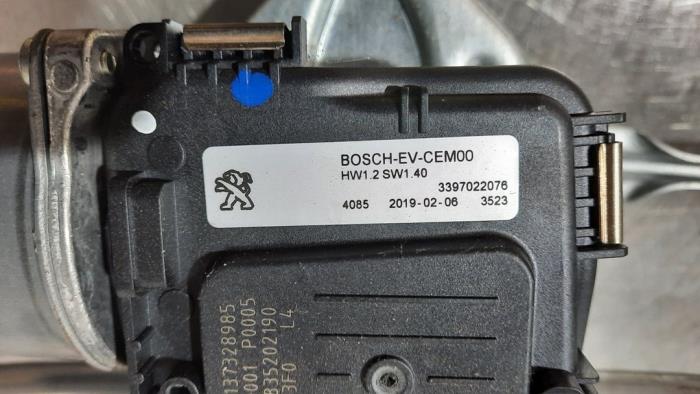 BOSCH-EV-CEM00
HW1.2 SW1.40
3397022076
4085 2019-02-06 3523
137328985
001 P0005
835202190
3F0 L4